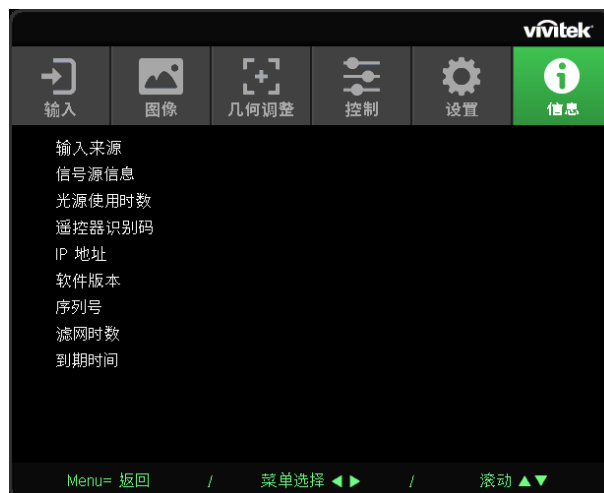 vivitek
输入 图像 几何调整 控制 设置 信息
输入来源
信号源信息
光源使用时数
遥控器识别码
IP 地址
软件版本
序列号
滤网时数
到期时间
Menu= 返回 / 菜单选择 ◀ ▶ / 滚动 ▲▼